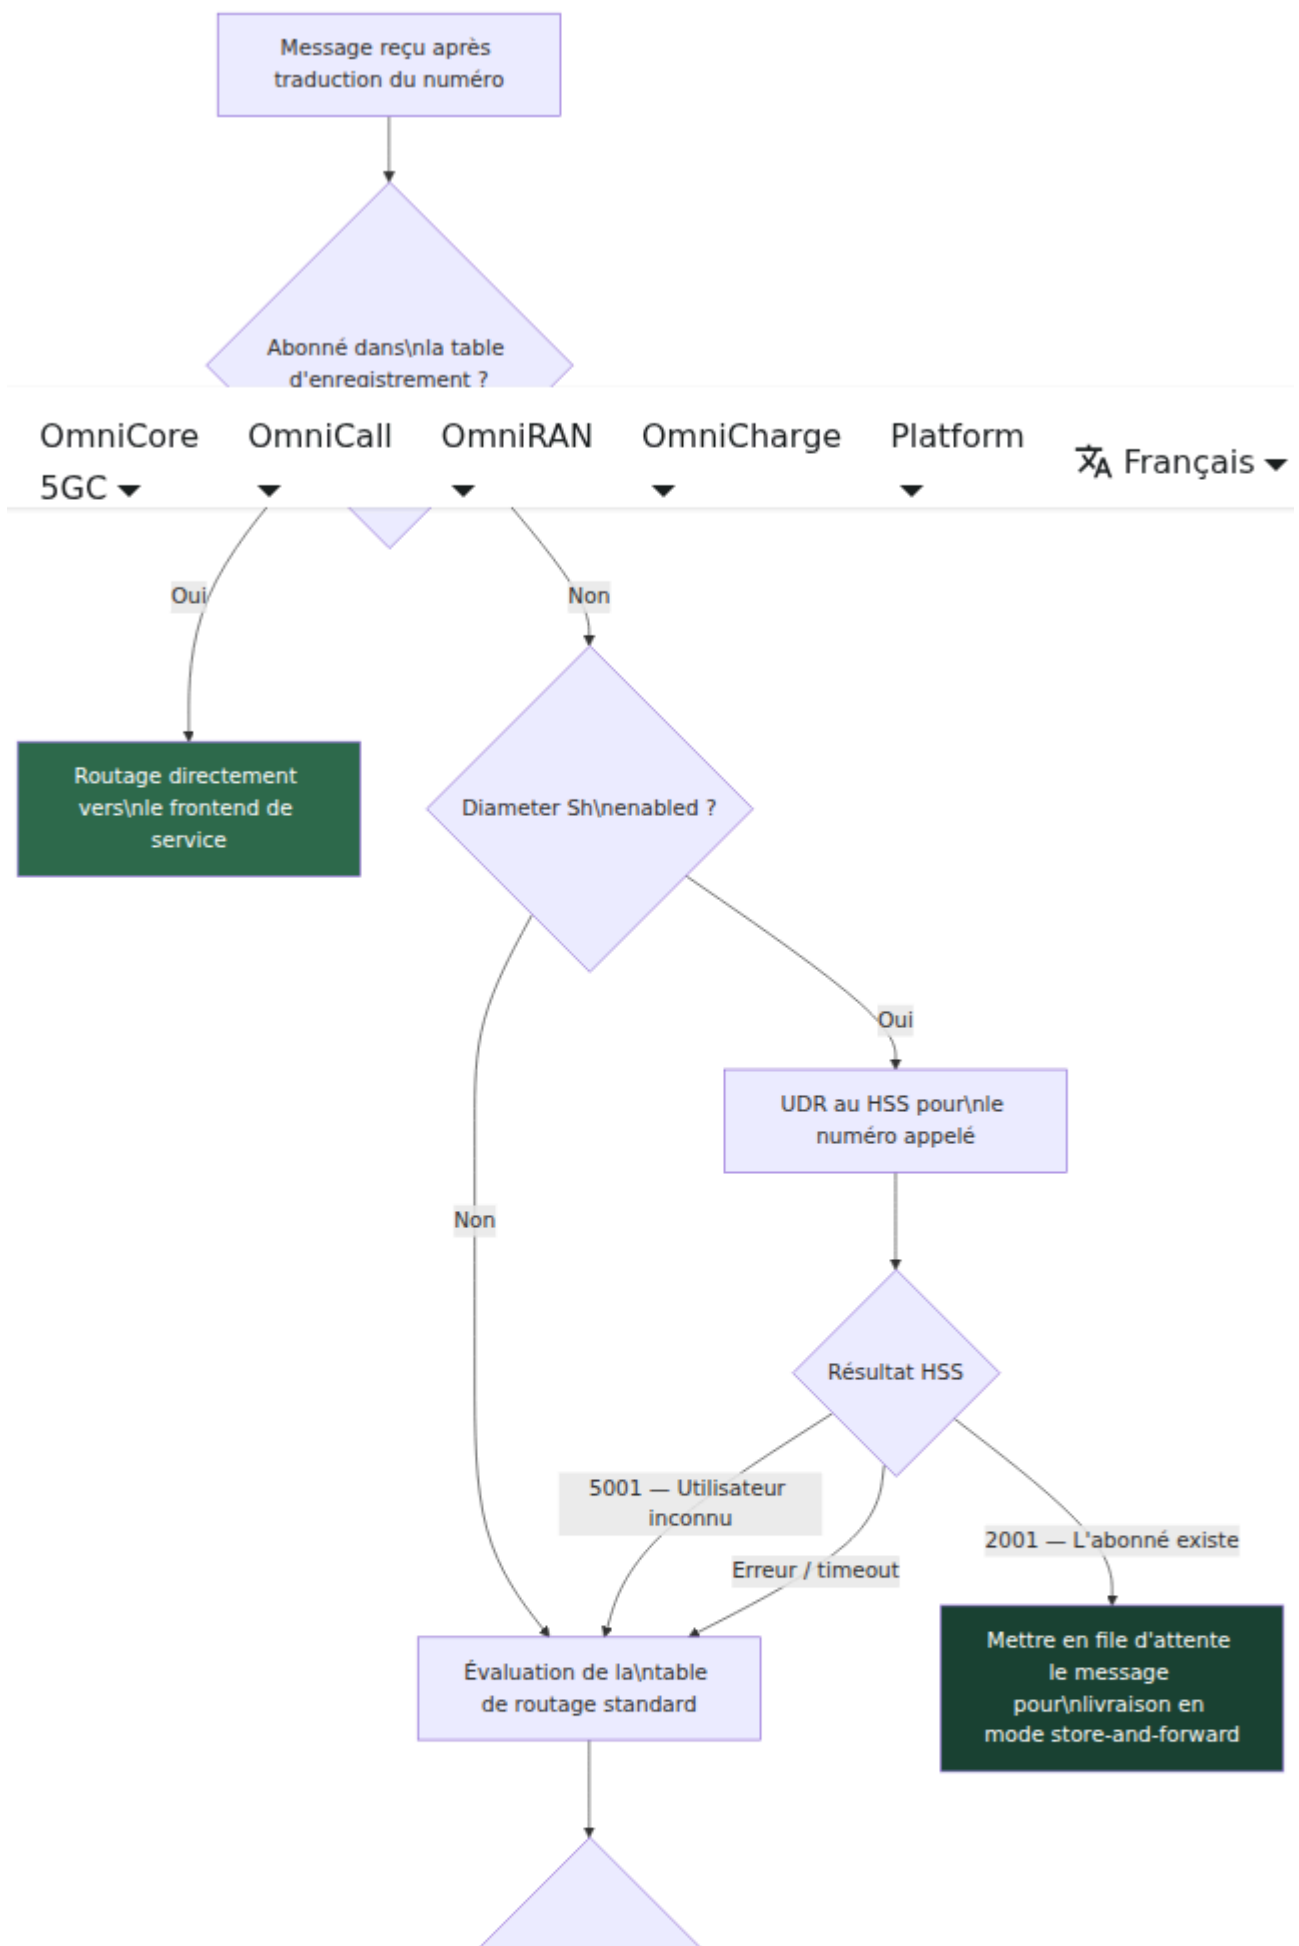 Message reçu après
traduction du numéro
Abonné dans\nla table
d'enregistrement ?
OmniCore
5GC
OmniCall
OmniRAN
OmniCharge
Platform
Français
Oui
Non
Routage directement
vers\nle frontend de
service
Diameter Sh\nenabled ?
Oui
UDR au HSS pour\nle
numéro appelé
Non
Résultat HSS
5001 — Utilisateur
inconnu
2001 — L'abonné existe
Erreur / timeout
Évaluation de la\ntable
de routage standard
Mettre en file d'attente
le message
pour\nlivraison en
mode store-and-forward